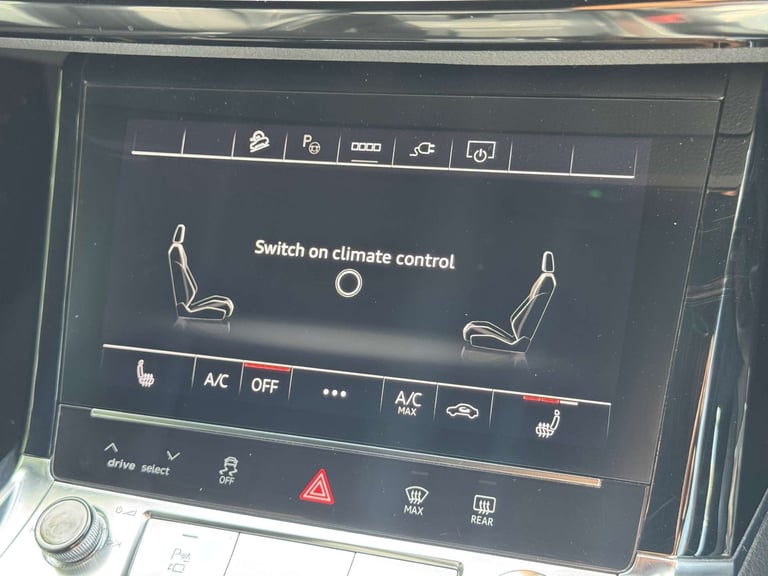 P
Switch on climate control
A/C OFF ••• A/C MAX
drive select OFF MAX REAR
P